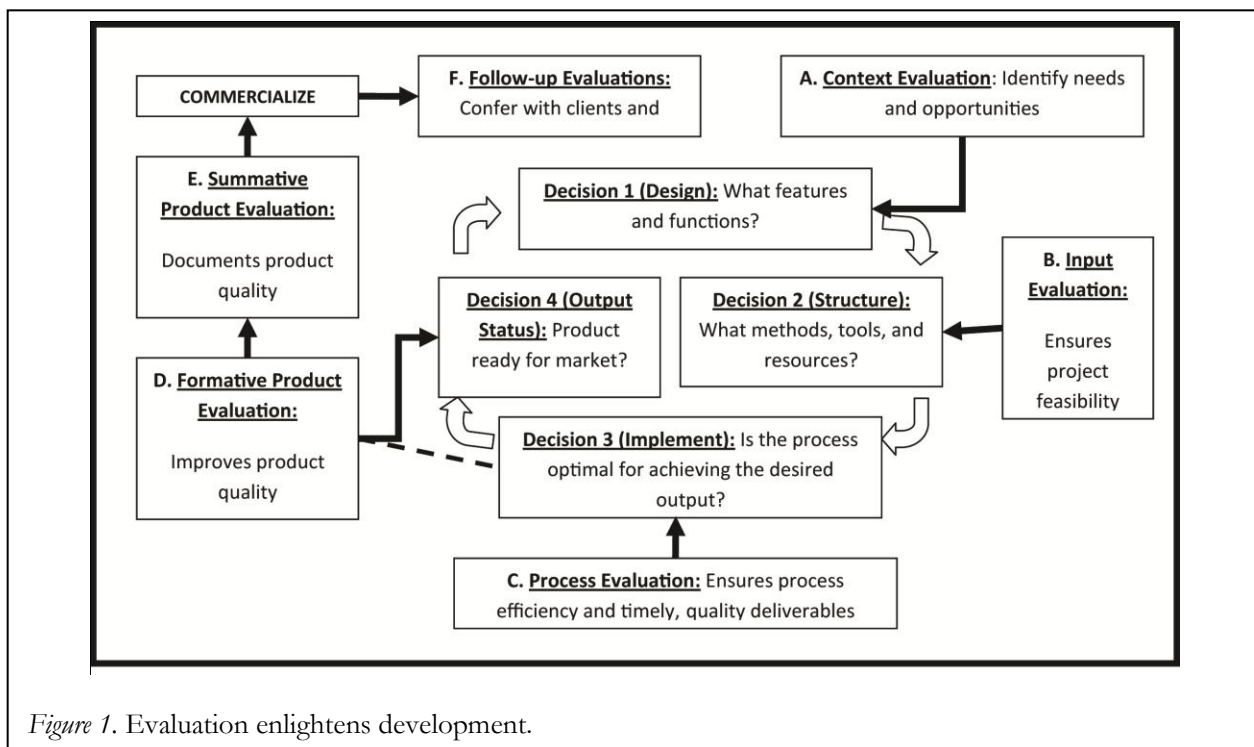 COMMERCIALIZE
F. Follow-up Evaluations:
Confer with clients and
A. Context Evaluation: Identify needs
and opportunities
E. Summative
Product Evaluation:
Documents product
quality
Decision 1 (Design): What features
and functions?
B. Input
Evaluation:
Ensures
project
feasibility
Decision 4 (Output
Status): Product
ready for market?
Decision 2 (Structure):
What methods, tools, and
resources?
D. Formative Product
Evaluation:
Improves product
quality
Decision 3 (Implement): Is the process
optimal for achieving the desired
output?
C. Process Evaluation: Ensures process
efficiency and timely, quality deliverables
Figure 1. Evaluation enlightens development.